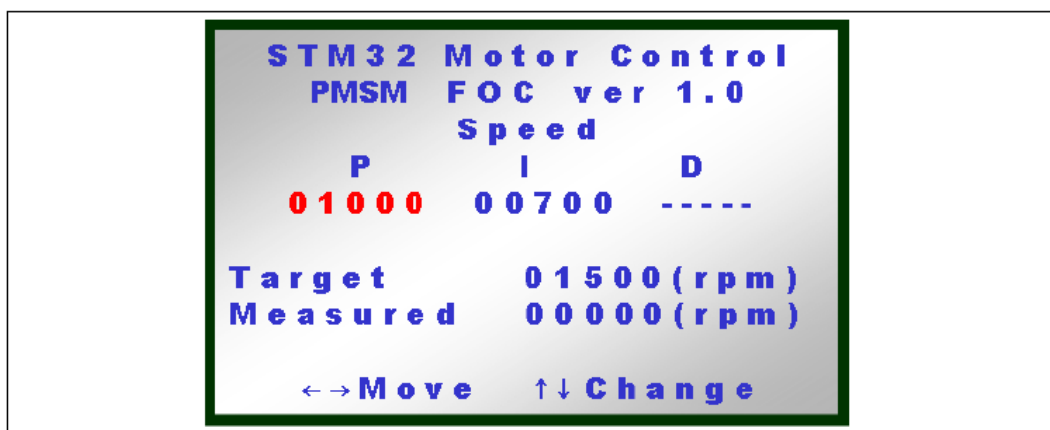 STM32 Motor Control
PMSM FOC ver 1.0
Speed
P I D
01000 00700 -----
Target 01500(rpm)
Measured 00000(rpm)
←→Move ↑↓Change